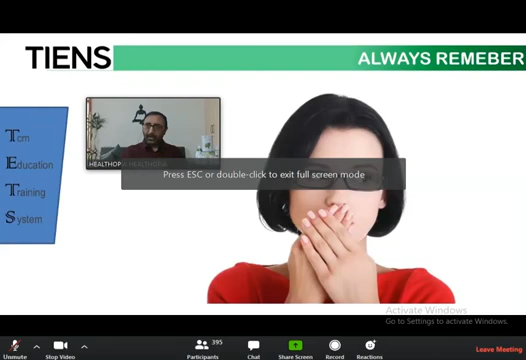 TIENS
ALWAYS REMEBER
HEALTHOPIA HEALTHOPIA
Press ESC or double-click to exit full screen mode
Tcm
Education
Training
System
Activate Windows
Go to Settings to activate Windows.
395
Unmute
Stop Video
Participants
Chat
Share Screen
Record
Reactions
Leave Meeting